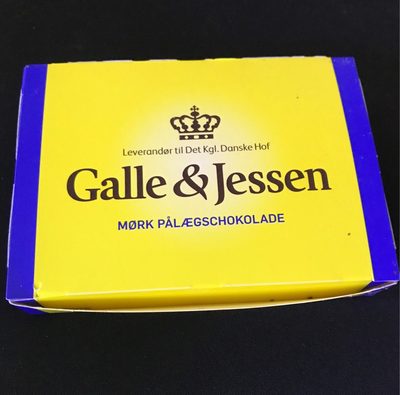 Leverandør til Det Kgl. Danske Hof
Galle & Jessen
MØRK PÅLÆGSCHOKOLADE